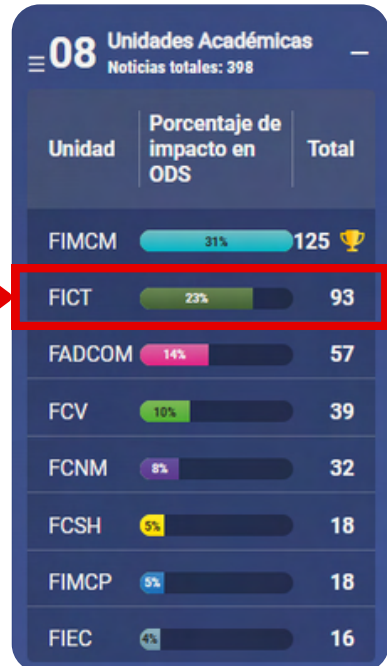 08 Unidades Académicas
Noticias totales: 398
Unidad Porcentaje de impacto en ODS Total
FIMCM 31% 125
FICT 23% 93
FADCOM 14% 57
FCV 10% 39
FCNM 8% 32
FCSH 5% 18
FIMCP 5% 18
FIEC 4% 16